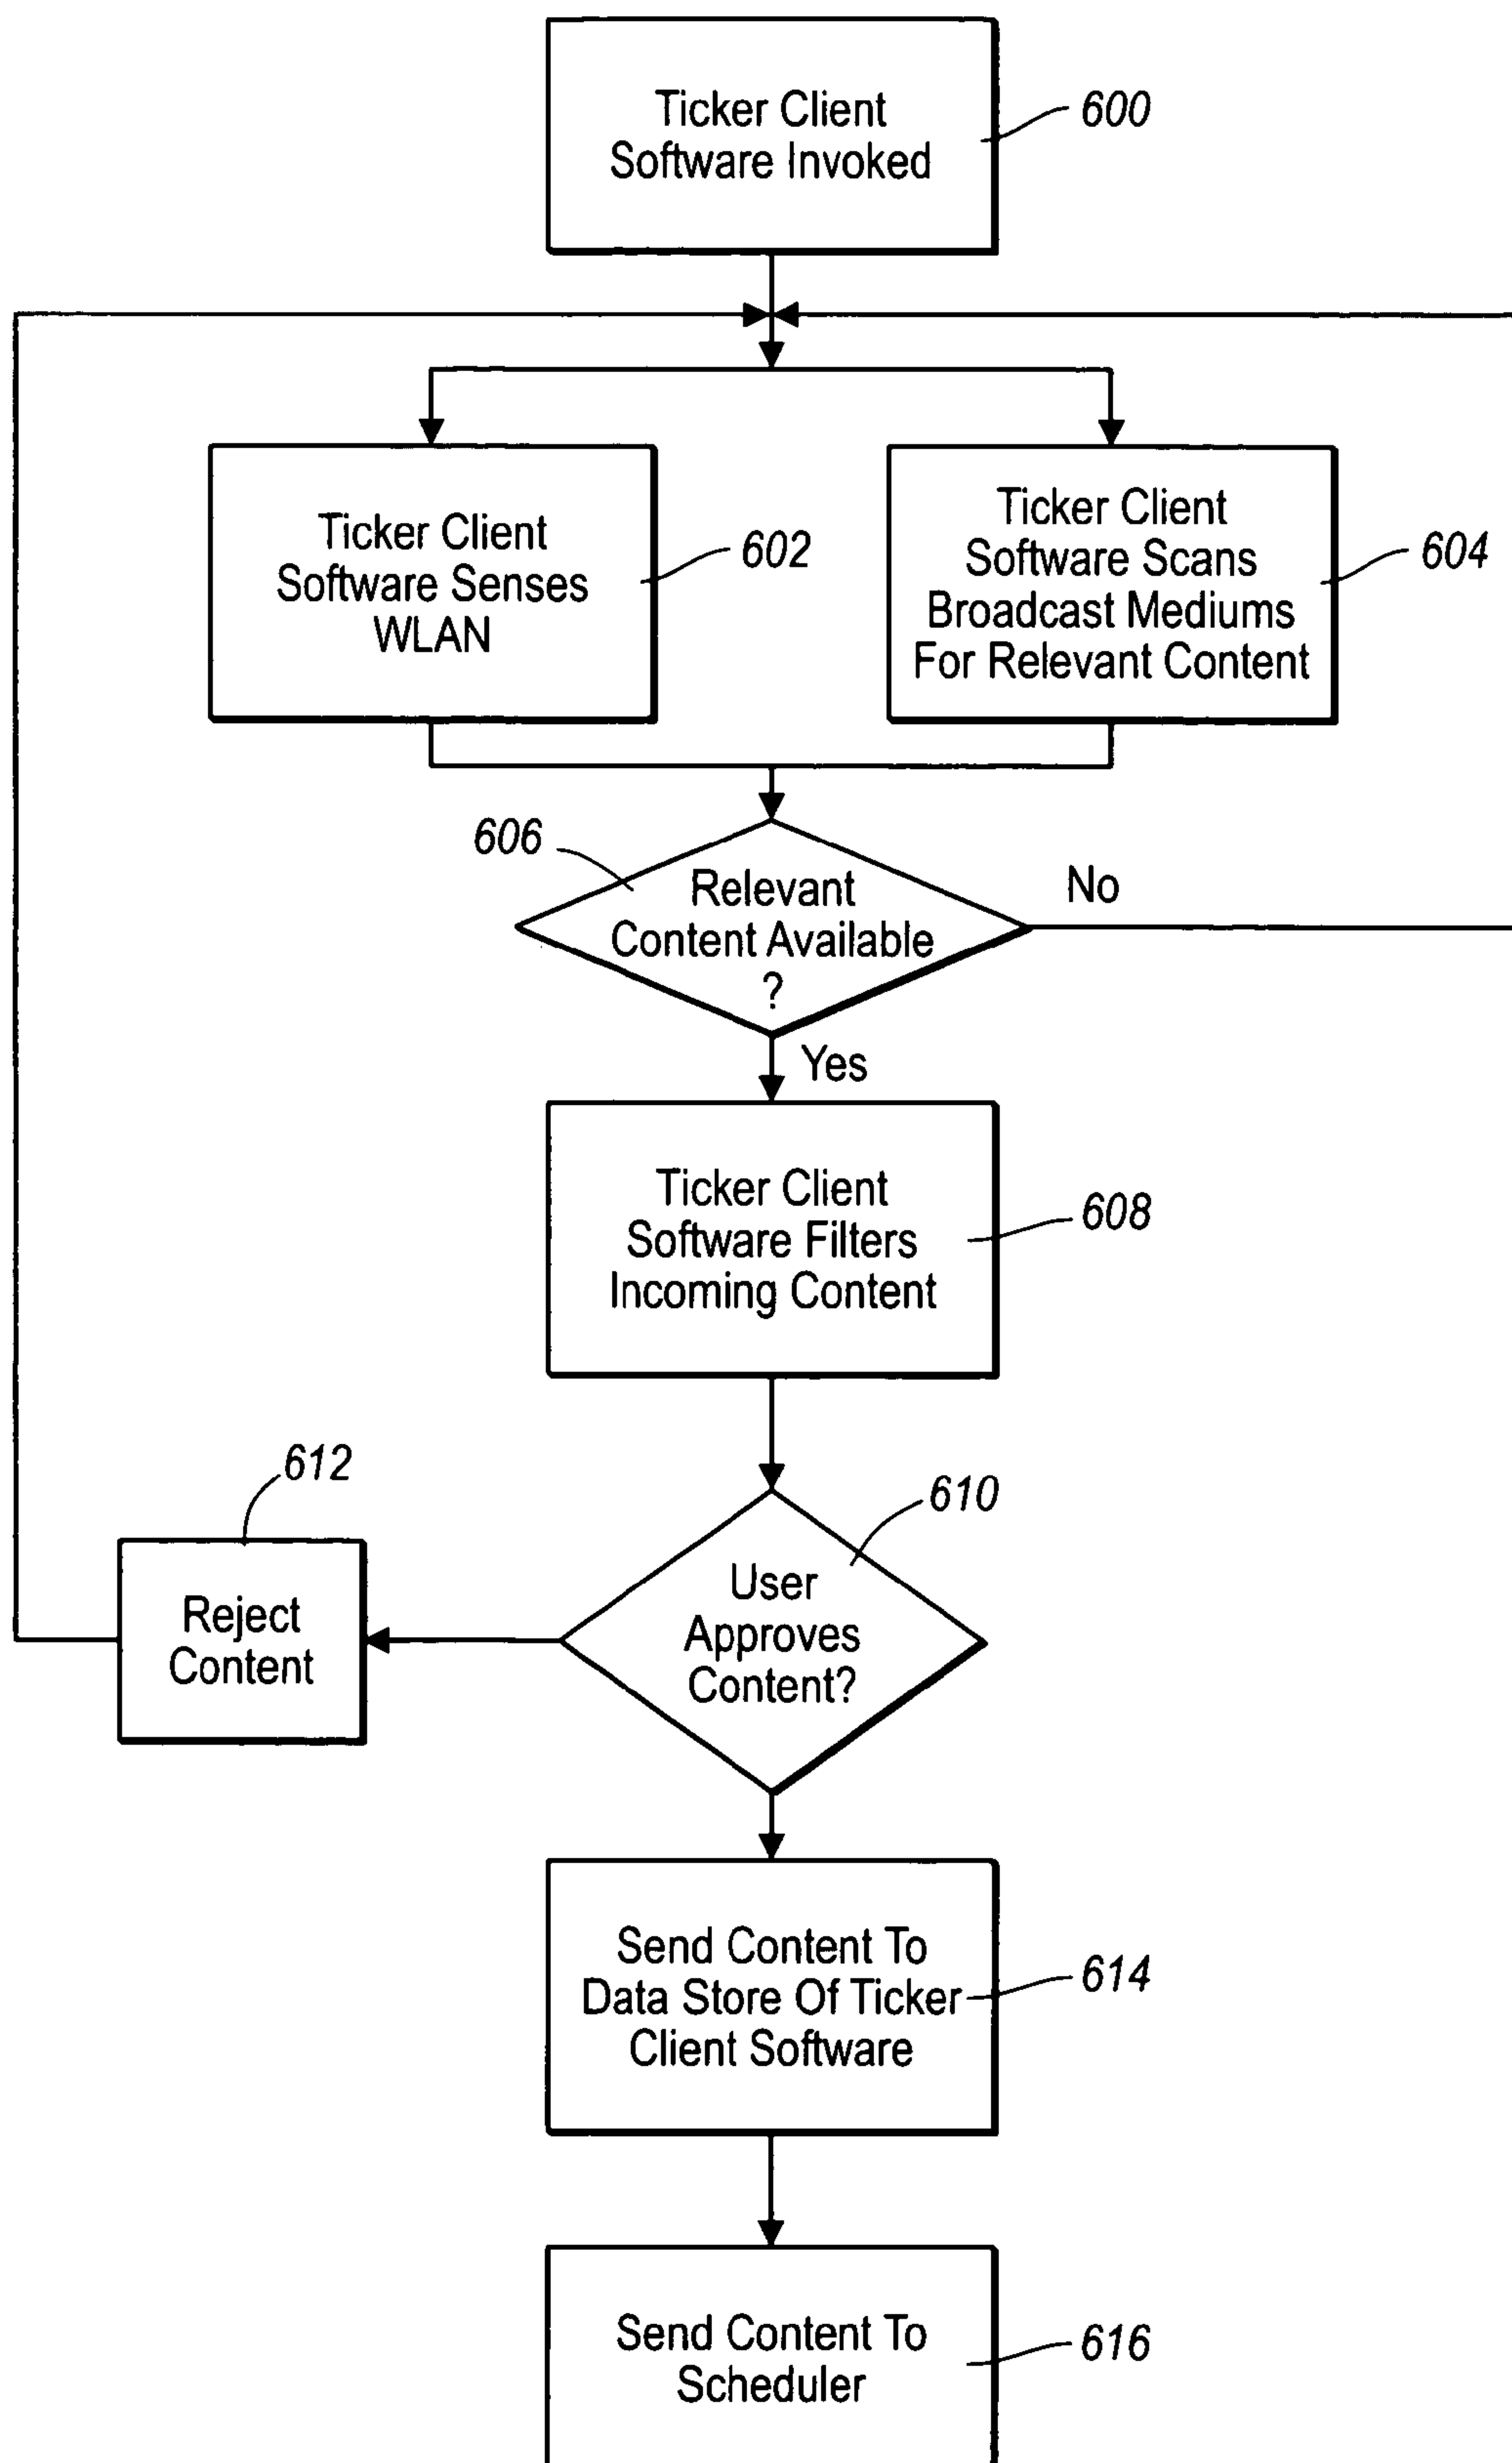 Ticker Client
Software Invoked
600
Ticker Client
Software Senses
WLAN
602
Ticker Client
Software Scans
Broadcast Mediums
For Relevant Content
604
606
Relevant
Content Available
?
No
Yes
Ticker Client
Software Filters
Incoming Content
608
612
610
Reject
Content
User
Approves
Content?
Send Content To
Data Store Of Ticker
Client Software
614
Send Content To
Scheduler
616